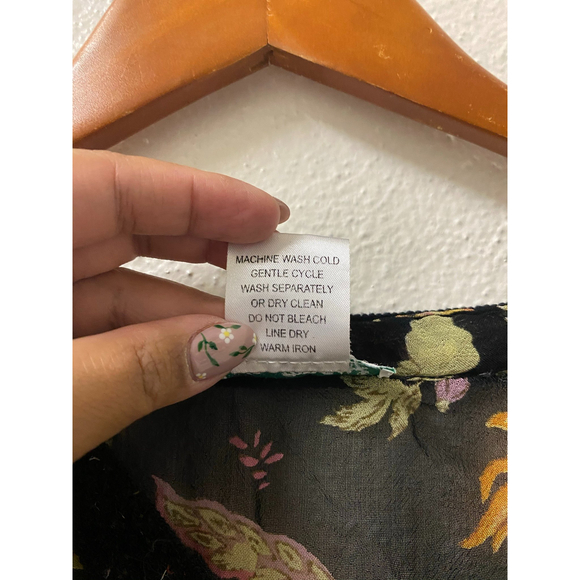 MACHINE WASH COLD
GENTLE CYCLE
WASH SEPARATELY
OR DRY CLEAN
DO NOT BLEACH
LINE DRY
WARM IRON